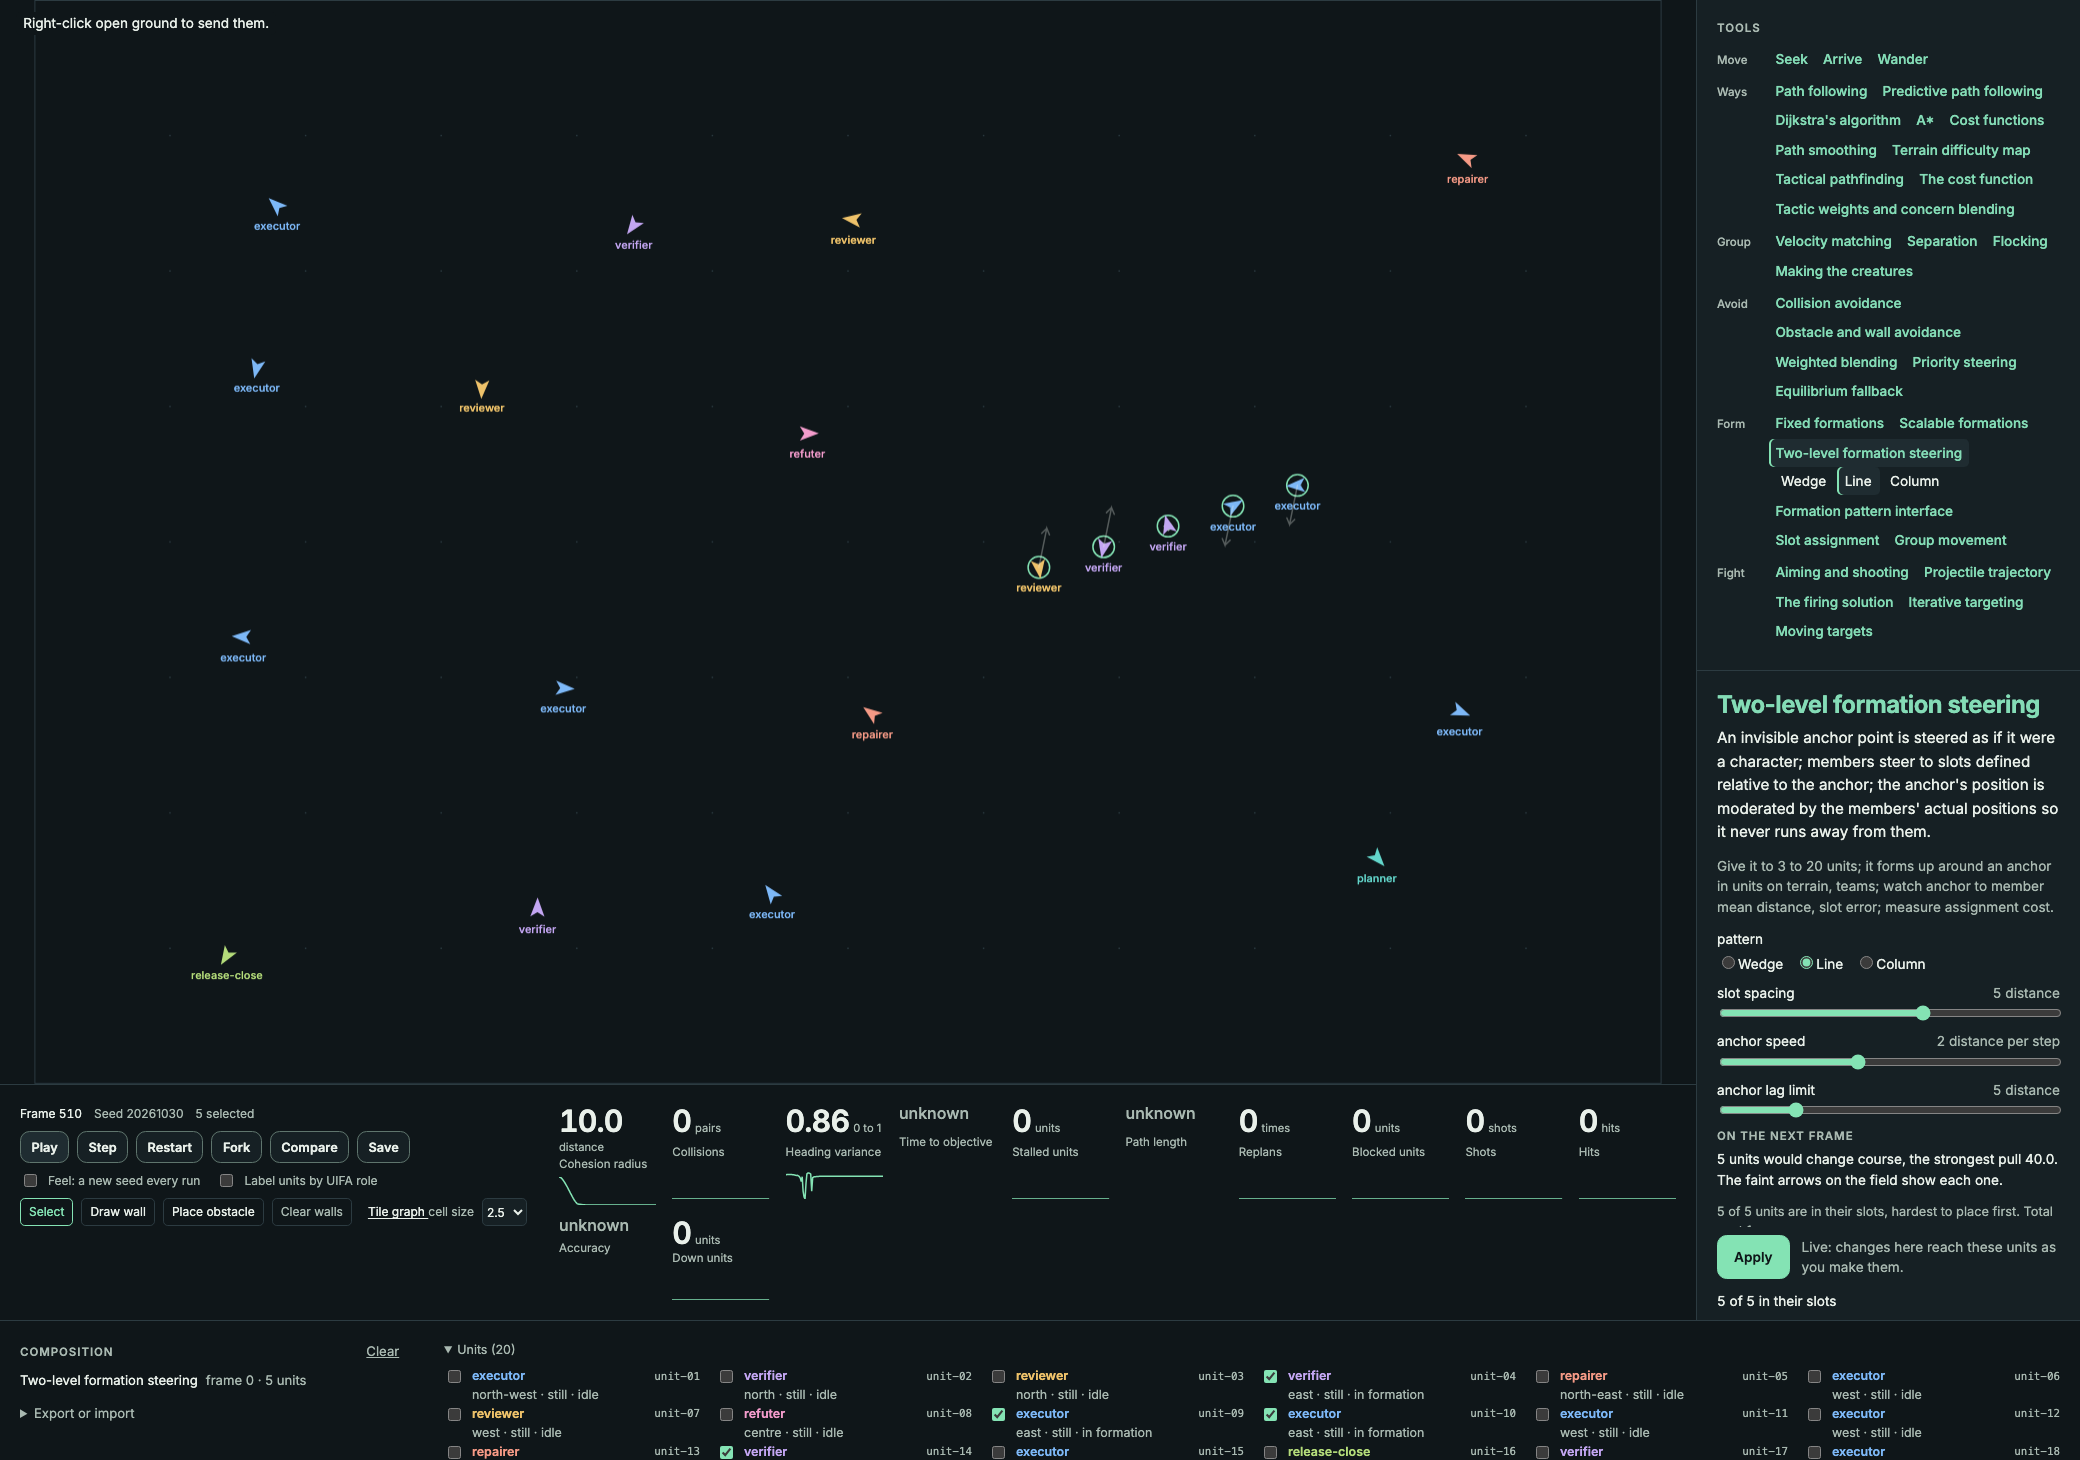 Right-click open ground to send them.
repairer
executor
verifier
reviewer
executor
reviewer
refuter
executor
executor
verifier
verifier
reviewer
executor
executor
repairer
executor
planner
executor
verifier
release-close
TOOLS
Move Seek Arrive Wander
Ways Path following Predictive path following
Dijkstra's algorithm A* Cost functions
Path smoothing Terrain difficulty map
Tactical pathfinding The cost function
Tactic weights and concern blending
Group Velocity matching Separation Flocking
Making the creatures
Avoid Collision avoidance
Obstacle and wall avoidance
Weighted blending Priority steering
Equilibrium fallback
Form Fixed formations Scalable formations
Two-level formation steering
Wedge Line Column
Formation pattern interface
Slot assignment Group movement
Fight Aiming and shooting Projectile trajectory
The firing solution Iterative targeting
Moving targets
Two-level formation steering
An invisible anchor point is steered as if it were
a character; members steer to slots defined
relative to the anchor; the anchor's position is
moderated by the members' actual positions so
it never runs away from them.
Give it to 3 to 20 units; it forms up around an anchor
in units on terrain, teams; watch anchor to member
mean distance, slot error; measure assignment cost.
pattern
Wedge Line Column
slot spacing 5 distance
anchor speed 2 distance per step
anchor lag limit 5 distance
ON THE NEXT FRAME
5 units would change course, the strongest pull 40.0.
The faint arrows on the field show each one.
5 of 5 units are in their slots, hardest to place first. Total
Apply Live: changes here reach these units as
you make them.
5 of 5 in their slots
Frame 510 Seed 20261030 5 selected
Play Step Restart Fork Compare Save
Feel: a new seed every run Label units by UIFA role
Select Draw wall Place obstacle Clear walls Tile graph cell size 2.5
10.0 distance Cohesion radius
0 pairs Collisions
0.86 0 to 1 Heading variance
unknown Time to objective
0 units Stalled units
unknown Path length
0 times Replans
0 units Blocked units
0 shots Shots
0 hits Hits
unknown Accuracy
0 units Down units
COMPOSITION Clear
Two-level formation steering frame 0 · 5 units
Export or import
Units (20)
executor unit-01 verifier unit-02 reviewer unit-03 verifier unit-04 repairer unit-05 executor unit-06
north-west · still · idle north · still · idle north · still · idle east · still · in formation north-east · still · idle west · still · idle
reviewer unit-07 refuter unit-08 executor unit-09 executor unit-10 executor unit-11 executor unit-12
west · still · idle centre · still · idle east · still · in formation east · still · in formation west · still · idle west · still · idle
repairer unit-13 verifier unit-14 executor unit-15 release-close unit-16 verifier unit-17 executor unit-18